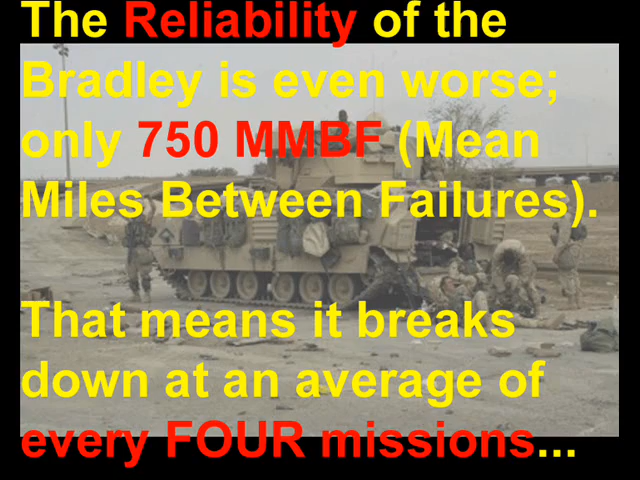 The Reliability of the
Bradley is even worse;
only 750 MMBF (Mean
Miles Between Failures).
That means it breaks
down at an average of
every FOUR missions...